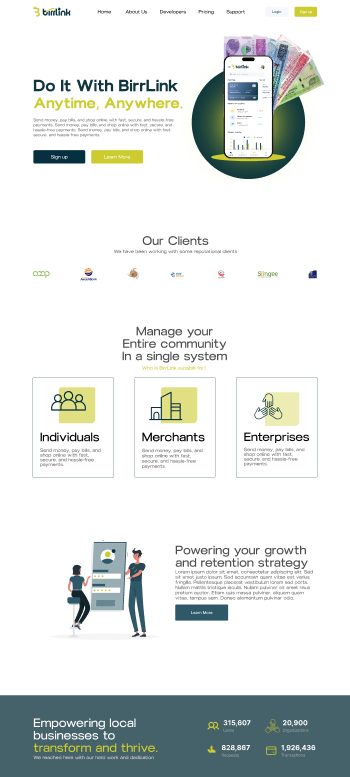 birrlink
Home About Us Developers Pricing Support Login Sign up
Do It With BirrLink
Anytime, Anywhere.
Send money, pay bills, and shop online with fast, secure, and hassle-free
payments. Send money, pay bills, and shop online with fast, secure, and
hassle-free payments. Send money, pay bills, and shop online with fast,
secure, and hassle-free payments.
Sign up Learn More
Our Clients
We have been working with some reputational clients
coop Singee
Manage your
Entire community
In a single system
Who is BirrLink suitable for?
Individuals
Send money, pay bills, and
shop online with fast,
secure, and hassle-free
payments.
Merchants
Send money, pay bills, and
shop online with fast,
secure, and hassle-free
payments.
Enterprises
Send money, pay bills, and
shop online with fast,
secure, and hassle-free
payments.
Powering your growth
and retention strategy
Lorem ipsum dolor sit amet, consectetur adipiscing elit. Sed
sit amet justo ipsum. Sed accumsan quam vitae est varius
fringilla. Pellentesque placerat vestibulum lorem sed porta.
Nullam mattis tristique iaculis. Nullam pulvinar sit amet risus
pretium auctor. Etiam quis massa pulvinar, aliquam quam
vitae, tempus sem. Donec elementum pulvinar odio.
Learn More
Empowering local
businesses to
transform and thrive.
We reached here with our hard work and dedication
315,607
Users
20,900
Organizations
828,867
Revenues
1,926,436
Transactions